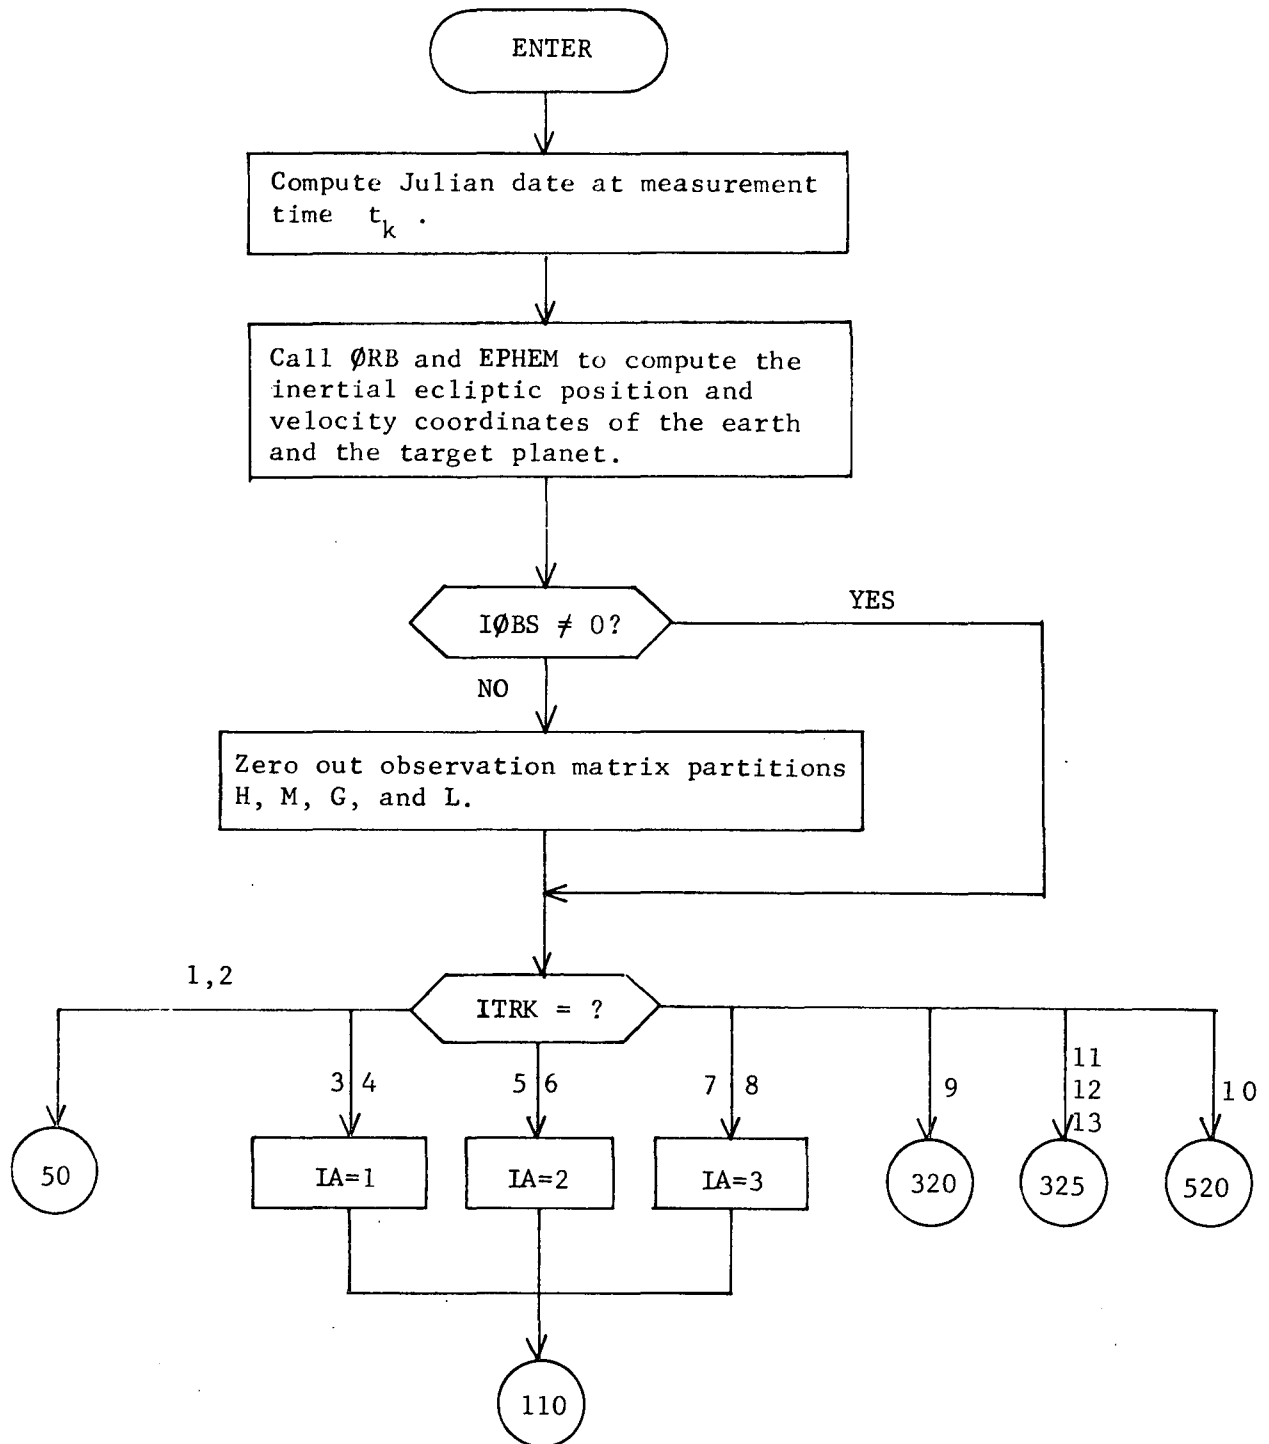 ENTER
Compute Julian date at measurement
time t_k .
Call ØRB and EPHEM to compute the
inertial ecliptic position and
velocity coordinates of the earth
and the target planet.
IØBS ≠ 0?
YES
NO
Zero out observation matrix partitions
H, M, G, and L.
1,2
ITRK = ?
3 4
5 6
7 8
9
11
12
13
10
50
IA=1
IA=2
IA=3
320
325
520
110